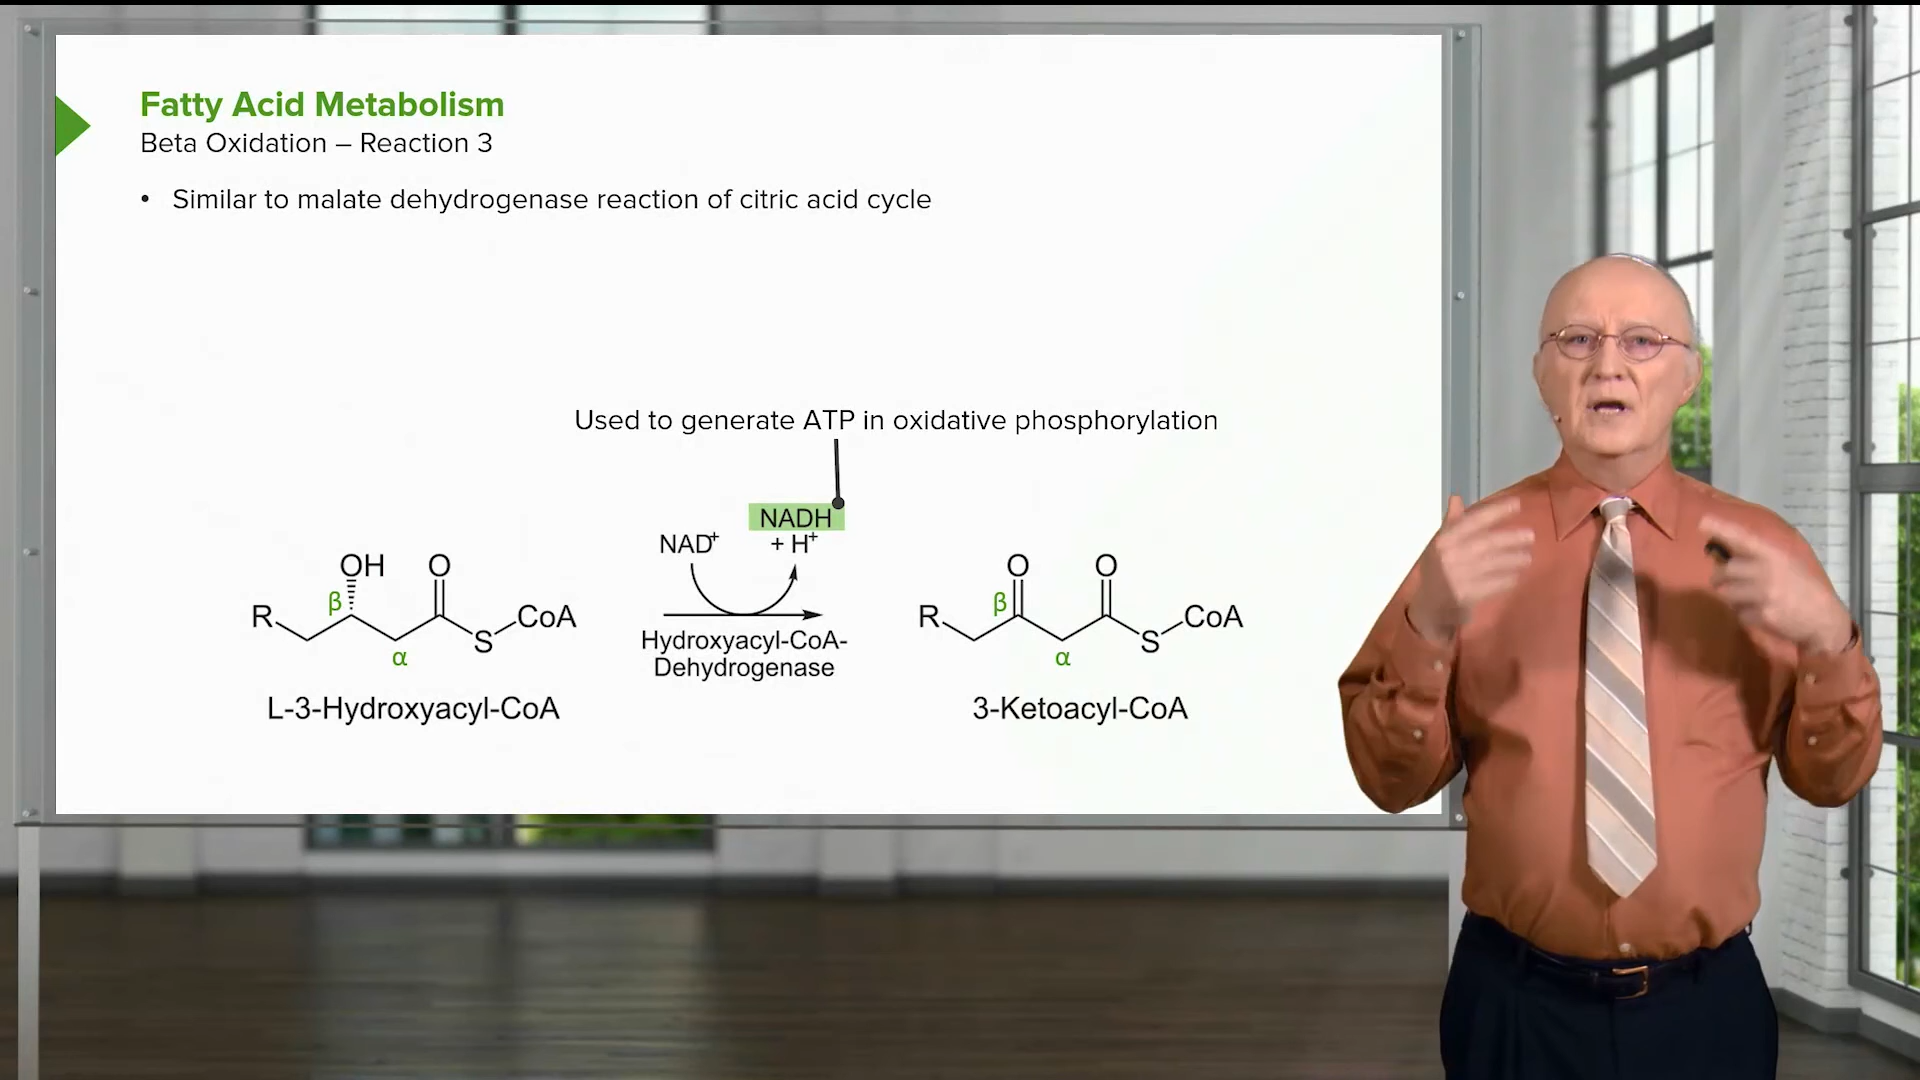 Fatty Acid Metabolism
Beta Oxidation – Reaction 3
• Similar to malate dehydrogenase reaction of citric acid cycle
Used to generate ATP in oxidative phosphorylation
NADH
NAD+ + H+
OH O
β
R CoA
S
α
L-3-Hydroxyacyl-CoA
Hydroxyacyl-CoA-
Dehydrogenase
O O
β
R CoA
S
α
3-Ketoacyl-CoA